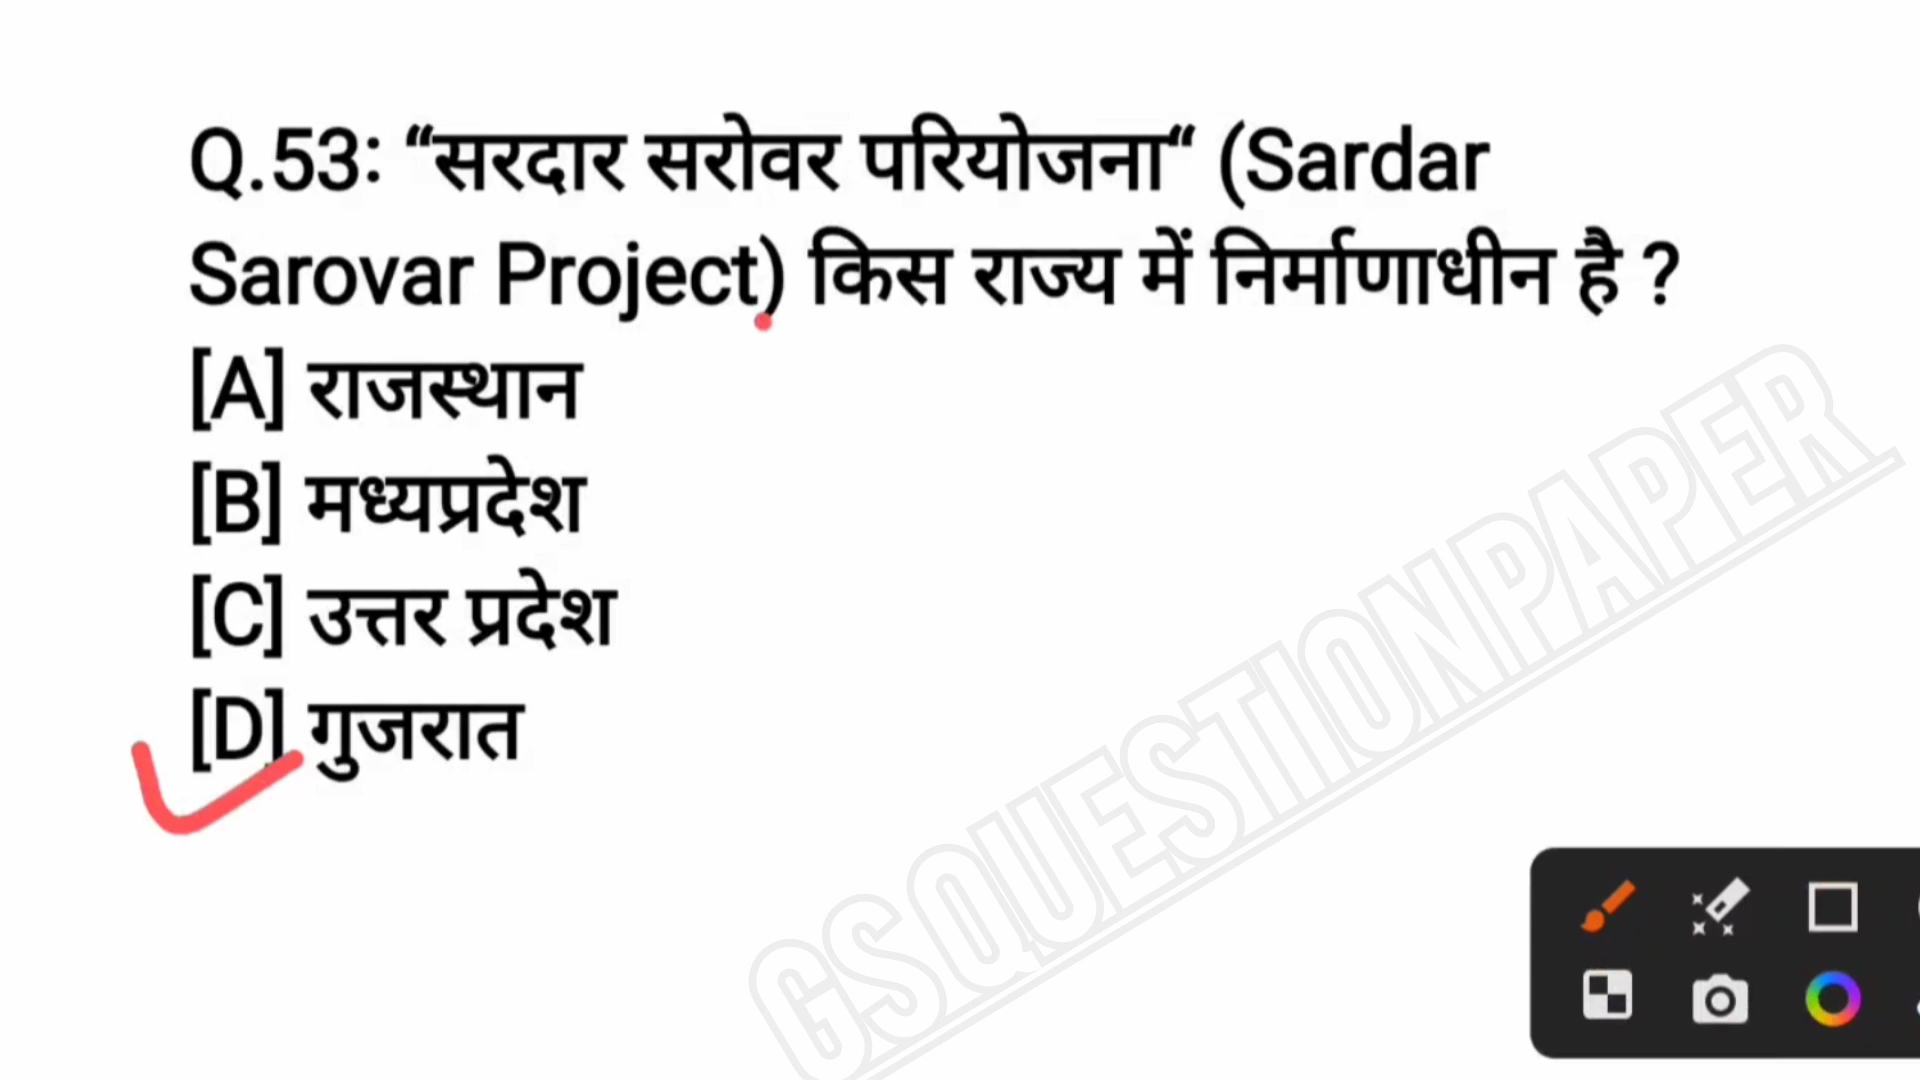 Q.53: “सरदार सरोवर परियोजना“ (Sardar
Sarovar Project) किस राज्य में निर्माणाधीन है ?
[A] राजस्थान
[B] मध्यप्रदेश
[C] उत्तर प्रदेश
[D] गुजरात
GSQUESTIONPAPER